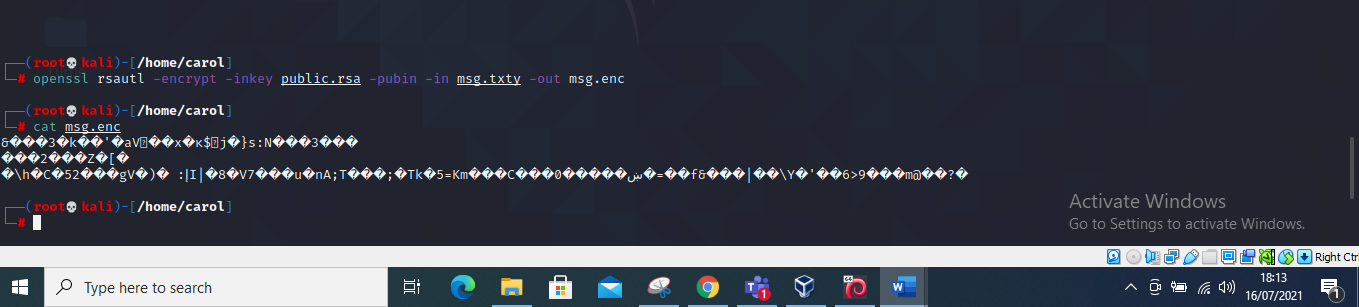 ┌──(root💀kali)-[/home/carol]
└─# openssl rsautl -encrypt -inkey public.rsa -pubin -in msg.txty -out msg.enc
┌──(root💀kali)-[/home/carol]
└─# cat msg.enc
&���3�k��'�aV��x�κ$j�}s:N���3���
���2���Z�[�
�\h�C�52���gV�)� :إI|�8�V7���u�nA;T���;�Tk�5=Km���C���0�����ښ�=��f&���|��\Y�'��6>9���m@��?�
┌──(root💀kali)-[/home/carol]
└─#
Activate Windows
Go to Settings to activate Windows.
Right Ctrl
Type here to search
1
18:13
16/07/2021
1